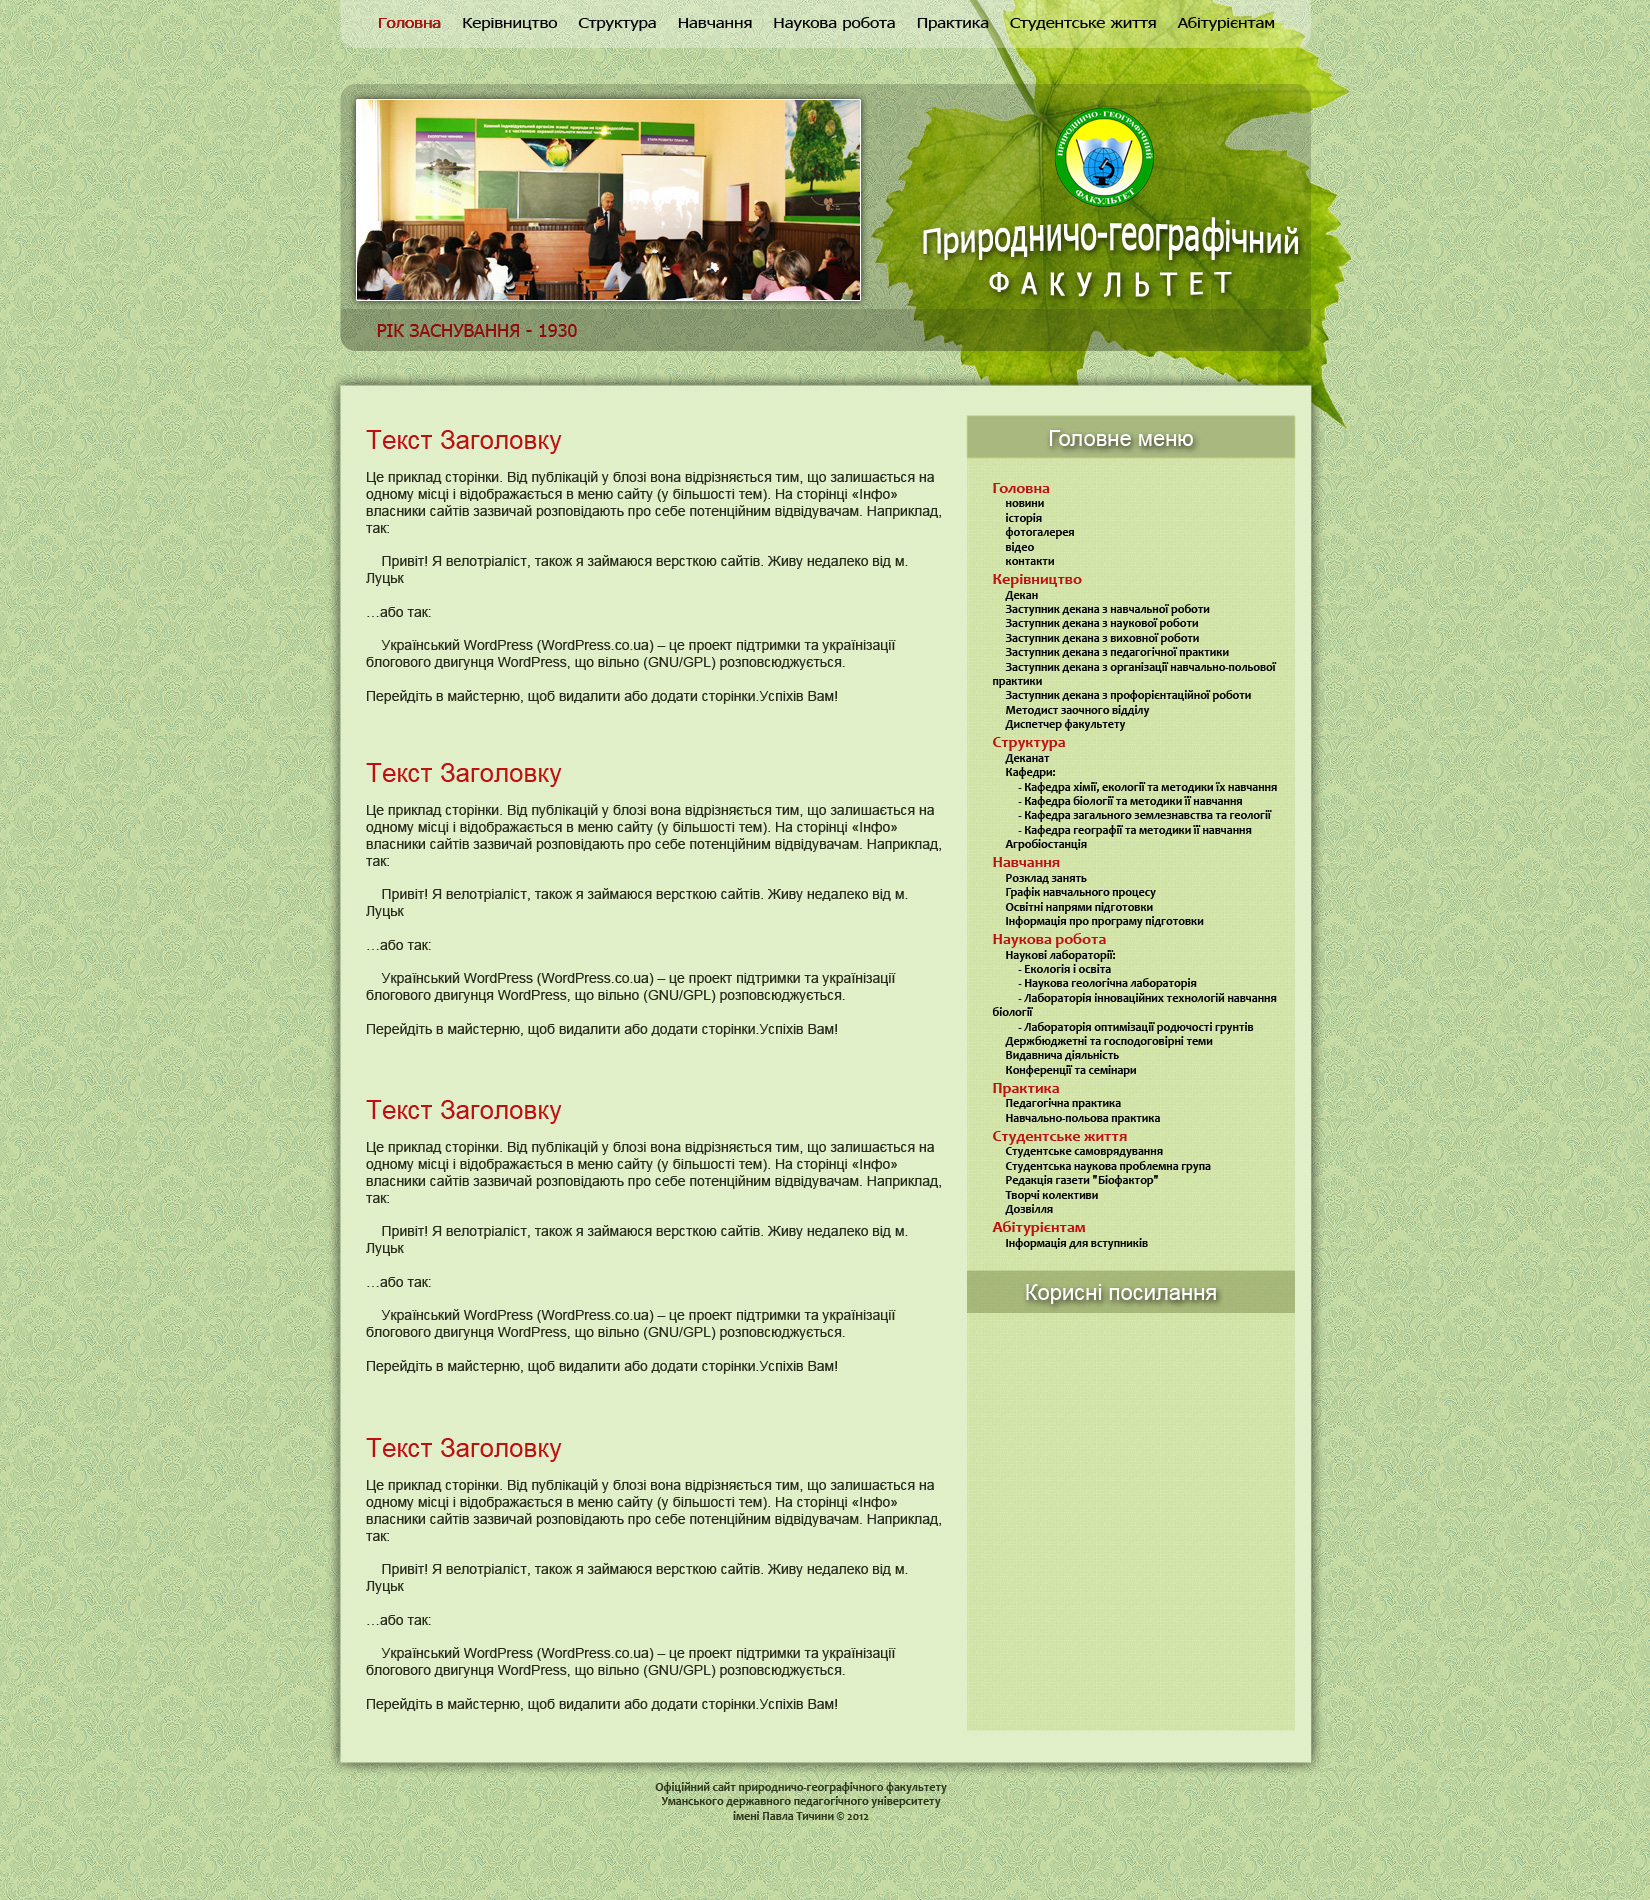 Головна Керівництво Структура Навчання Наукова робота Практика Студентське життя Абітурієнтам
ПРИРОДНИЧО-ГЕОГРАФІЧНИЙ
ФАКУЛЬТЕТ
Природничо-географічний
ФАКУЛЬТЕТ
РІК ЗАСНУВАННЯ - 1930
Текст Заголовку
Це приклад сторінки. Від публікацій у блозі вона відрізняється тим, що залишається на
одному місці і відображається в меню сайту (у більшості тем). На сторінці «Інфо»
власники сайтів зазвичай розповідають про себе потенційним відвідувачам. Наприклад,
так:
Привіт! Я велотріаліст, також я займаюся версткою сайтів. Живу недалеко від м.
Луцьк
…або так:
Український WordPress (WordPress.co.ua) – це проект підтримки та українізації
блогового двигунця WordPress, що вільно (GNU/GPL) розповсюджується.
Перейдіть в майстерню, щоб видалити або додати сторінки.Успіхів Вам!
Текст Заголовку
Це приклад сторінки. Від публікацій у блозі вона відрізняється тим, що залишається на
одному місці і відображається в меню сайту (у більшості тем). На сторінці «Інфо»
власники сайтів зазвичай розповідають про себе потенційним відвідувачам. Наприклад,
так:
Привіт! Я велотріаліст, також я займаюся версткою сайтів. Живу недалеко від м.
Луцьк
…або так:
Український WordPress (WordPress.co.ua) – це проект підтримки та українізації
блогового двигунця WordPress, що вільно (GNU/GPL) розповсюджується.
Перейдіть в майстерню, щоб видалити або додати сторінки.Успіхів Вам!
Текст Заголовку
Це приклад сторінки. Від публікацій у блозі вона відрізняється тим, що залишається на
одному місці і відображається в меню сайту (у більшості тем). На сторінці «Інфо»
власники сайтів зазвичай розповідають про себе потенційним відвідувачам. Наприклад,
так:
Привіт! Я велотріаліст, також я займаюся версткою сайтів. Живу недалеко від м.
Луцьк
…або так:
Український WordPress (WordPress.co.ua) – це проект підтримки та українізації
блогового двигунця WordPress, що вільно (GNU/GPL) розповсюджується.
Перейдіть в майстерню, щоб видалити або додати сторінки.Успіхів Вам!
Текст Заголовку
Це приклад сторінки. Від публікацій у блозі вона відрізняється тим, що залишається на
одному місці і відображається в меню сайту (у більшості тем). На сторінці «Інфо»
власники сайтів зазвичай розповідають про себе потенційним відвідувачам. Наприклад,
так:
Привіт! Я велотріаліст, також я займаюся версткою сайтів. Живу недалеко від м.
Луцьк
…або так:
Український WordPress (WordPress.co.ua) – це проект підтримки та українізації
блогового двигунця WordPress, що вільно (GNU/GPL) розповсюджується.
Перейдіть в майстерню, щоб видалити або додати сторінки.Успіхів Вам!
Головне меню
Головна
новини
історія
фотогалерея
відео
контакти
Керівництво
Декан
Заступник декана з навчальної роботи
Заступник декана з наукової роботи
Заступник декана з виховної роботи
Заступник декана з педагогічної практики
Заступник декана з організації навчально-польової
практики
Заступник декана з профорієнтаційної роботи
Методист заочного відділу
Диспетчер факультету
Структура
Деканат
Кафедри:
- Кафедра хімії, екології та методики їх навчання
- Кафедра біології та методики її навчання
- Кафедра загального землезнавства та геології
- Кафедра географії та методики її навчання
Агробіостанція
Навчання
Розклад занять
Графік навчального процесу
Освітні напрями підготовки
Інформація про програму підготовки
Наукова робота
Наукові лабораторії:
- Екологія і освіта
- Наукова геологічна лабораторія
- Лабораторія інноваційних технологій навчання
біології
- Лабораторія оптимізації родючості грунтів
Держбюджетні та господоговірні теми
Видавнича діяльність
Конференції та семінари
Практика
Педагогічна практика
Навчально-польова практика
Студентське життя
Студентське самоврядування
Студентська наукова проблемна група
Редакція газети "Біофактор"
Творчі колективи
Дозвілля
Абітурієнтам
Інформація для вступників
Корисні посилання
Офіційний сайт природничо-географічного факультету
Уманського державного педагогічного університету
імені Павла Тичини © 2012